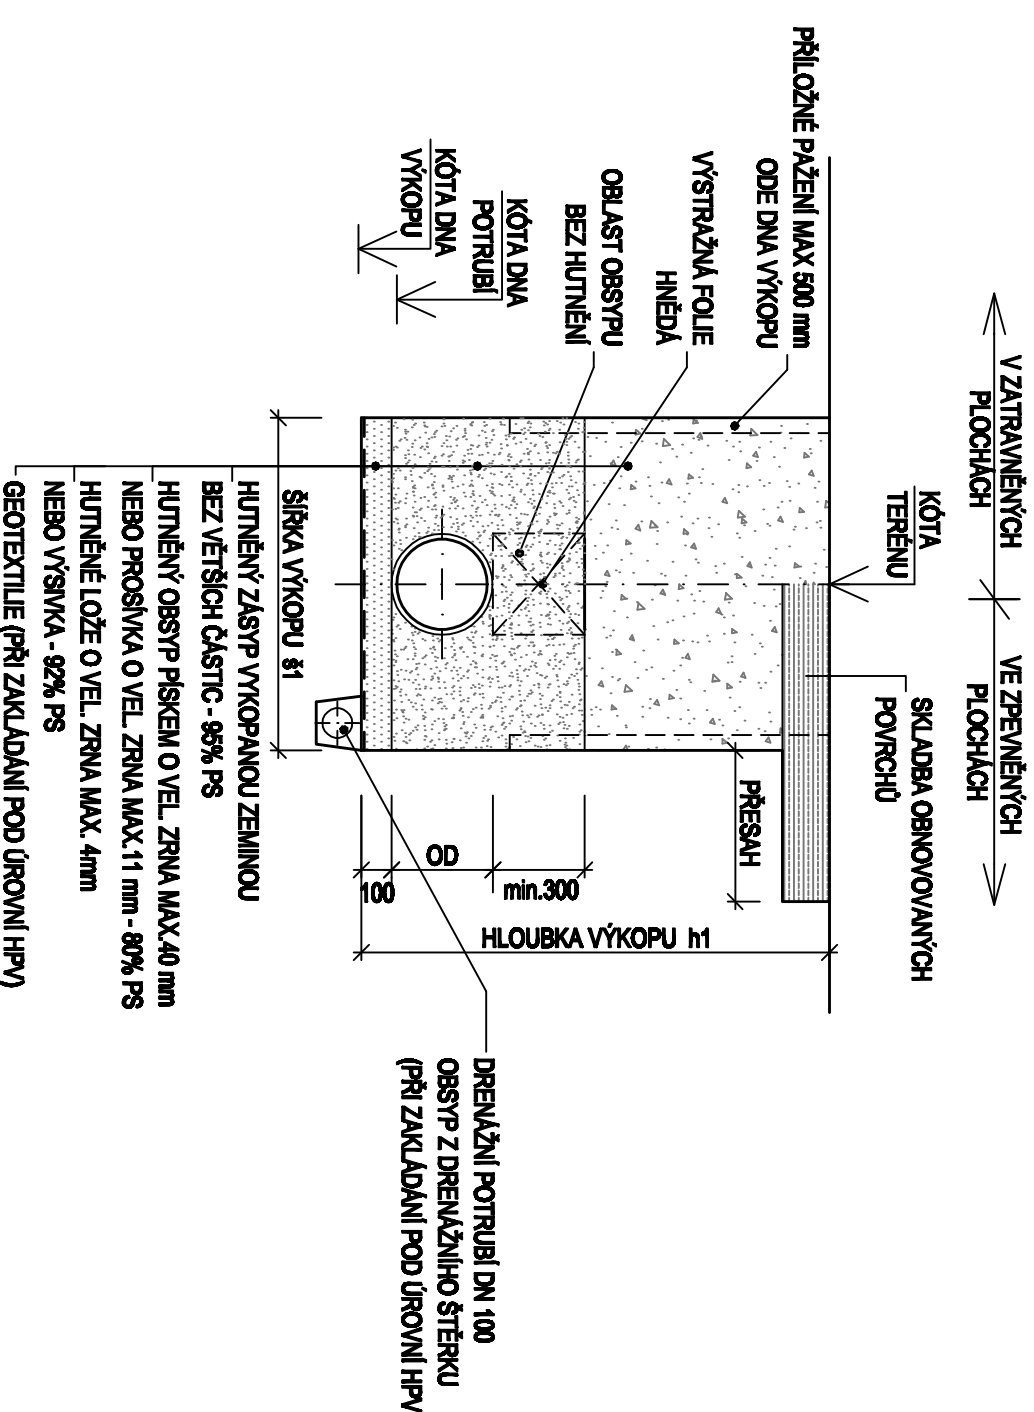 V ZATRAVNĚNÝCH
PLOCHÁCH
VE ZPEVNĚNÝCH
PLOCHÁCH
KÓTA
TERÉNU
SKLADBA OBNOVOVANÝCH
POVRCHŮ
PŘÍLOŽNÉ PAŽENÍ MAX 500 mm
ODE DNA VÝKOPU
VÝSTRAŽNÁ FOLIE
HNĚDÁ
OBLAST OBSYPU
BEZ HUTNĚNÍ
KÓTA DNA
POTRUBÍ
KÓTA DNA
VÝKOPU
PŘESAH
min.300
OD
100
HLOUBKA VÝKOPU h1
ŠÍŘKA VÝKOPU š1
DRENÁŽNÍ POTRUBÍ DN 100
OBSYP Z DRENÁŽNÍHO ŠTĚRKU
(PŘI ZAKLÁDÁNÍ POD ÚROVNÍ HPV
HUTNĚNÝ ZÁSYP VYKOPANOU ZEMINOU
BEZ VĚTŠÍCH ČÁSTIC - 95% PS
HUTNĚNÝ OBSYP PÍSKEM O VEL. ZRNA MAX.40 mm
NEBO PROSÍVKA O VEL. ZRNA MAX.11 mm - 80% PS
HUTNĚNÉ LOŽE O VEL. ZRNA MAX. 4mm
NEBO VÝSIVKA - 92% PS
GEOTEXTILIE (PŘI ZAKLÁDÁNÍ POD ÚROVNÍ HPV)